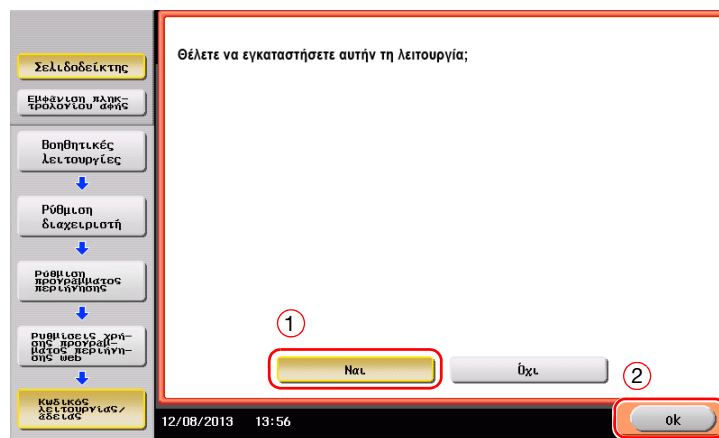 Σελιδοδείκτης
Εμφάνιση πληκ-
τρολογίου αφής
Βοηθητικές
λειτουργίες
Ρύθμιση
διαχειριστή
Ρύθμιση
προγράμματος
περιήγησης
Ρυθμίσεις χρή-
σης προγράμ-
ματος περιήγη-
σης web
Κωδικός
λειτουργίας/
άδειας
Θέλετε να εγκαταστήσετε αυτήν τη λειτουργία;
1
Ναι
Όχι
2
12/08/2013 13:56
ok